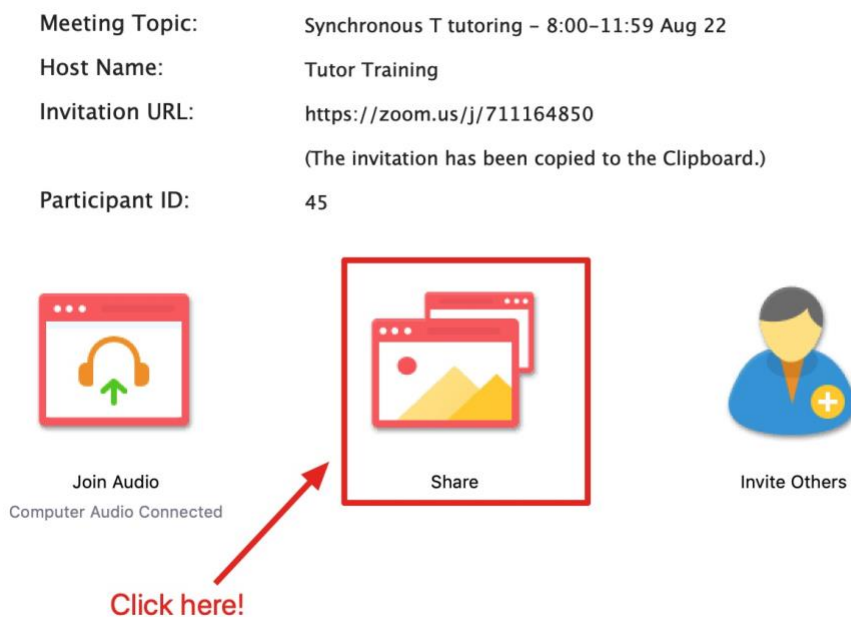 Meeting Topic: Synchronous T tutoring – 8:00–11:59 Aug 22
Host Name: Tutor Training
Invitation URL: https://zoom.us/j/711164850
(The invitation has been copied to the Clipboard.)
Participant ID: 45
Join Audio
Computer Audio Connected
Share
Invite Others
Click here!